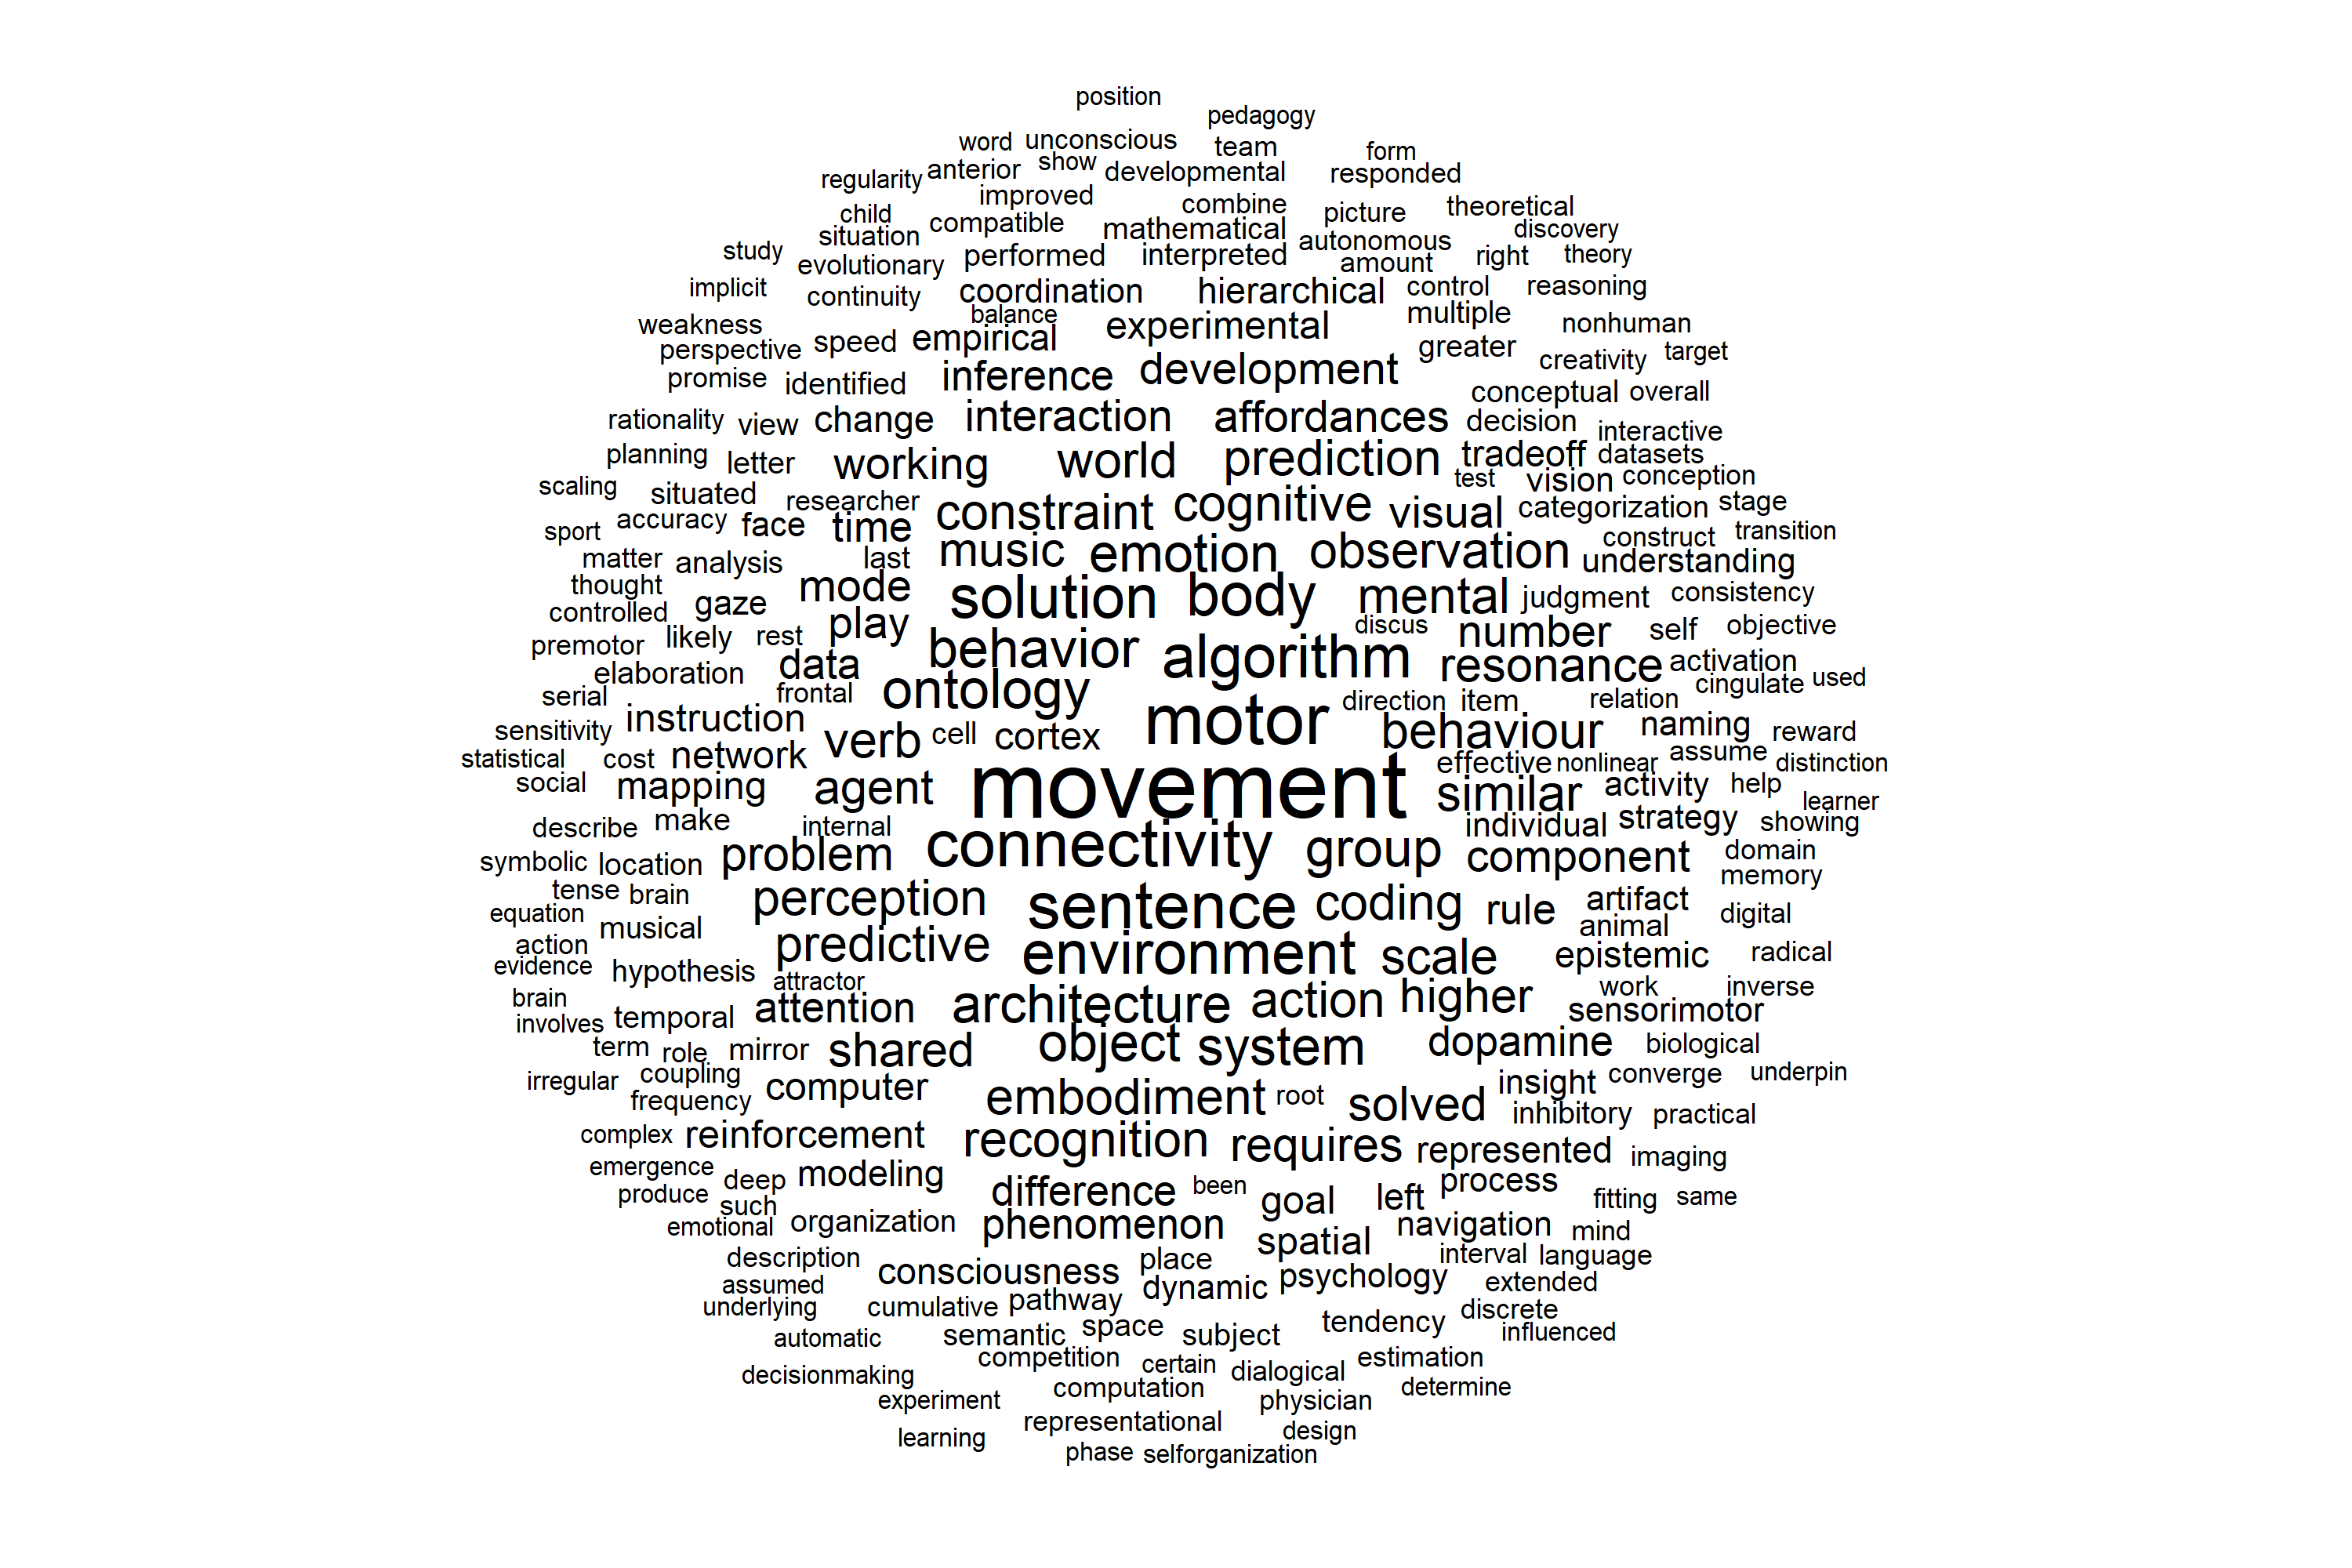 position
pedagogy
word unconscious team form
regularity anterior show developmental responded
improved combine picture theoretical
child compatible mathematical discovery
study situation performed interpreted autonomous right theory
evolutionary amount
implicit continuity coordination hierarchical control reasoning
weakness balance multiple nonhuman
perspective speed empirical experimental greater creativity target
promise identified inference development conceptual overall
rationality view change interaction affordances decision interactive
planning letter working world prediction tradeoff datasets
scaling situated researcher test vision conception
sport accuracy face time constraint cognitive visual categorization stage
matter analysis last music emotion observation construct transition
thought understanding
controlled gaze mode solution body mental judgment consistency
premotor likely rest play behavior discus number self objective
elaboration data algorithm resonance activation
serial frontal ontology direction item relation cingulate used
sensitivity instruction verb cell cortex motor behaviour naming reward
statistical cost network effective nonlinear assume distinction
social mapping agent movement similar activity help
describe make internal individual strategy learner
showing
symbolic location problem connectivity group component domain
tense brain perception sentence coding rule artifact memory
equation musical animal digital
action predictive environment scale epistemic radical
evidence hypothesis attractor
brain attention architecture action higher work inverse
involves temporal sensorimotor
term role mirror shared object system dopamine biological
irregular coupling computer insight converge underpin
frequency embodiment root solved inhibitory practical
complex reinforcement recognition requires represented imaging
emergence deep modeling difference been goal left process fitting same
produce such
emotional organization phenomenon spatial navigation mind
description consciousness place interval language
assumed dynamic psychology extended
underlying cumulative pathway discrete
automatic semantic space subject tendency influenced
competition certain dialogical estimation
decisionmaking computation determine
experiment physician
representational design
learning phase selforganization